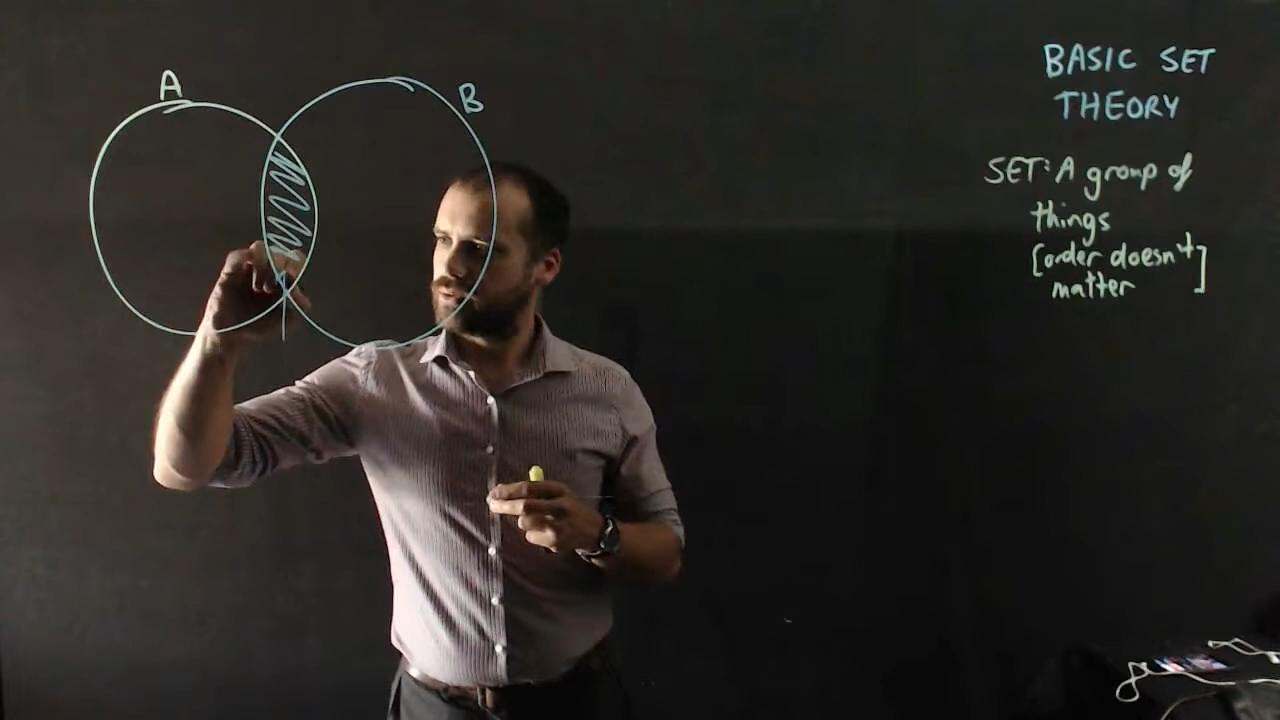 A
B
BASIC SET
THEORY
SET: A group of
things
[order doesn't
matter]